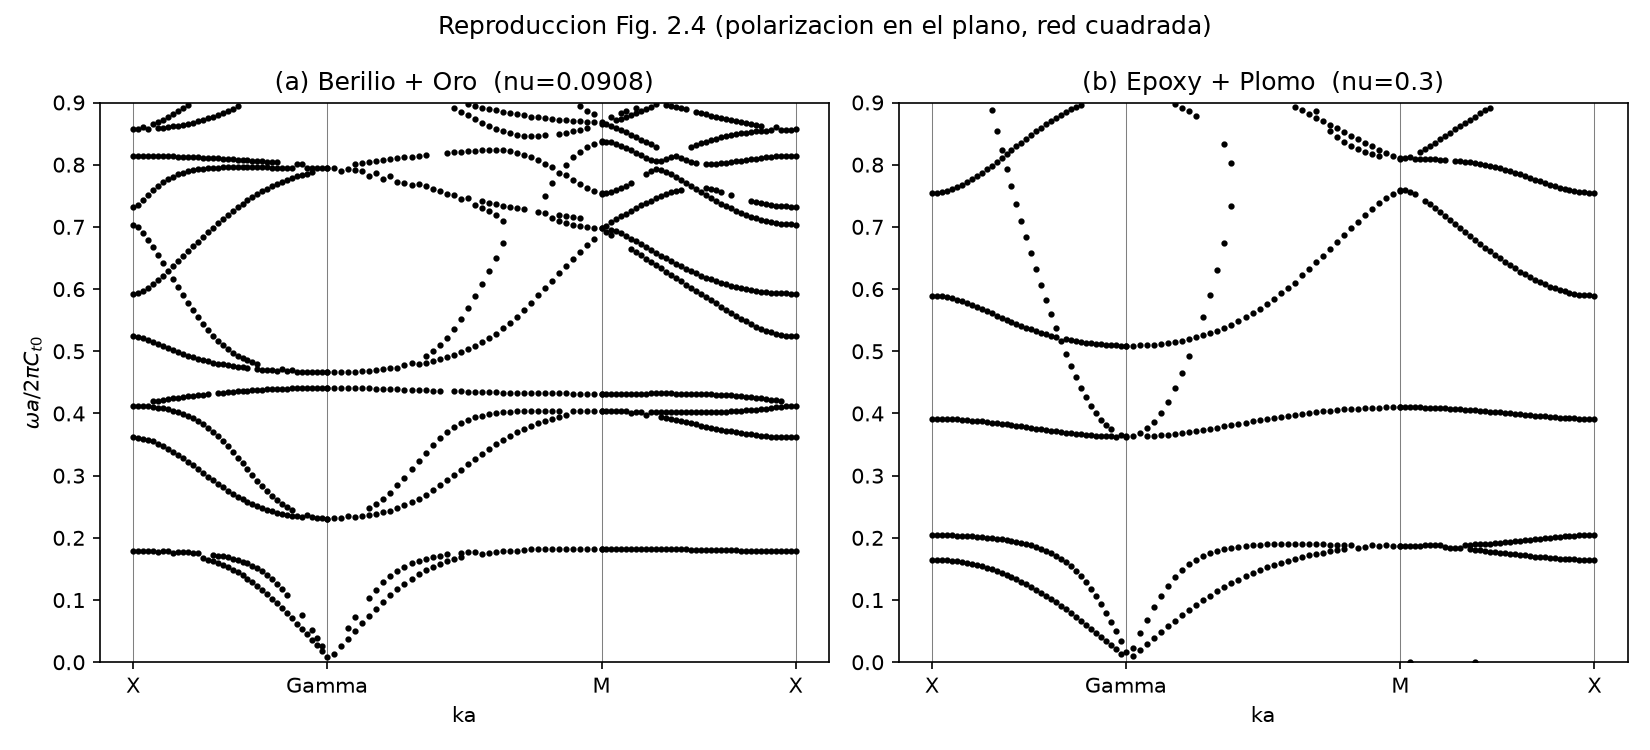 Reproduccion Fig. 2.4 (polarizacion en el plano, red cuadrada)
(a) Berilio + Oro (nu=0.0908)
0.9
0.8
0.7
0.6
0.5
0.4
0.3
0.2
0.1
0.0
ωa/2πC_{t0}
X Gamma M X
ka
(b) Epoxy + Plomo (nu=0.3)
0.9
0.8
0.7
0.6
0.5
0.4
0.3
0.2
0.1
0.0
X Gamma M X
ka